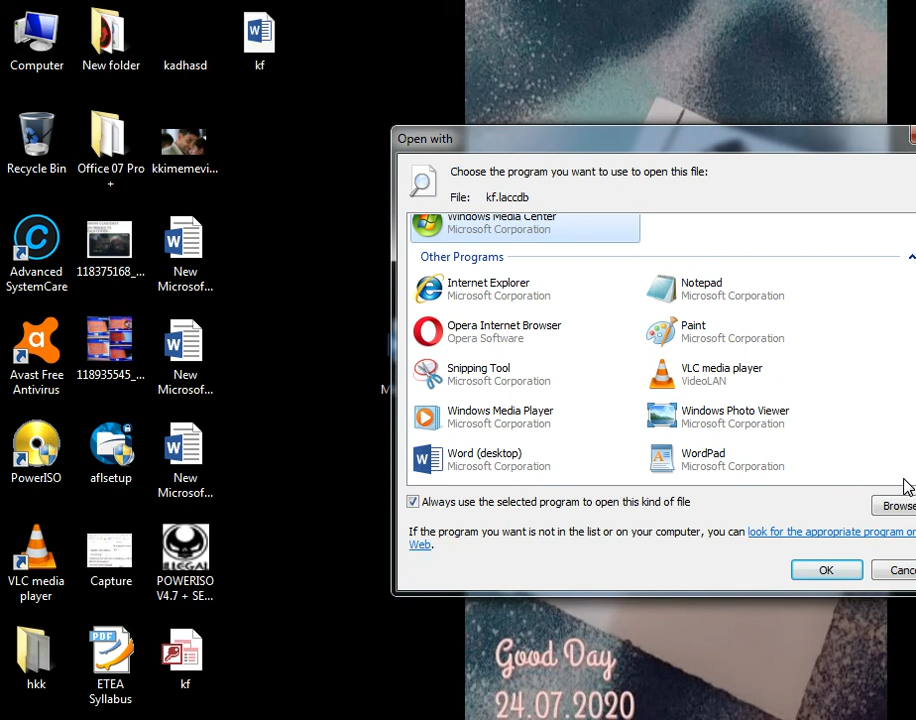 Computer
New folder
kadhasd
kf
Recycle Bin
Office 07 Pro
+
kkimemevi...
Advanced
SystemCare
118375168_...
New
Microsof...
Avast Free
Antivirus
118935545_...
New
Microsof...
PowerISO
aflsetup
New
Microsof...
VLC media
player
Capture
ILLEGAL
POWERISO
V4.7 + SE...
hkk
PDF
ETEA
Syllabus
kf
M
Open with
Choose the program you want to use to open this file:
File: kf.laccdb
Windows Media Center
Microsoft Corporation
Other Programs
Internet Explorer
Microsoft Corporation
Notepad
Microsoft Corporation
Opera Internet Browser
Opera Software
Paint
Microsoft Corporation
Snipping Tool
Microsoft Corporation
VLC media player
VideoLAN
Windows Media Player
Microsoft Corporation
Windows Photo Viewer
Microsoft Corporation
Word (desktop)
Microsoft Corporation
WordPad
Microsoft Corporation
Always use the selected program to open this kind of file
Browse
If the program you want is not in the list or on your computer, you can look for the appropriate program or
Web.
OK
Cance
Good Day
24.07.2020